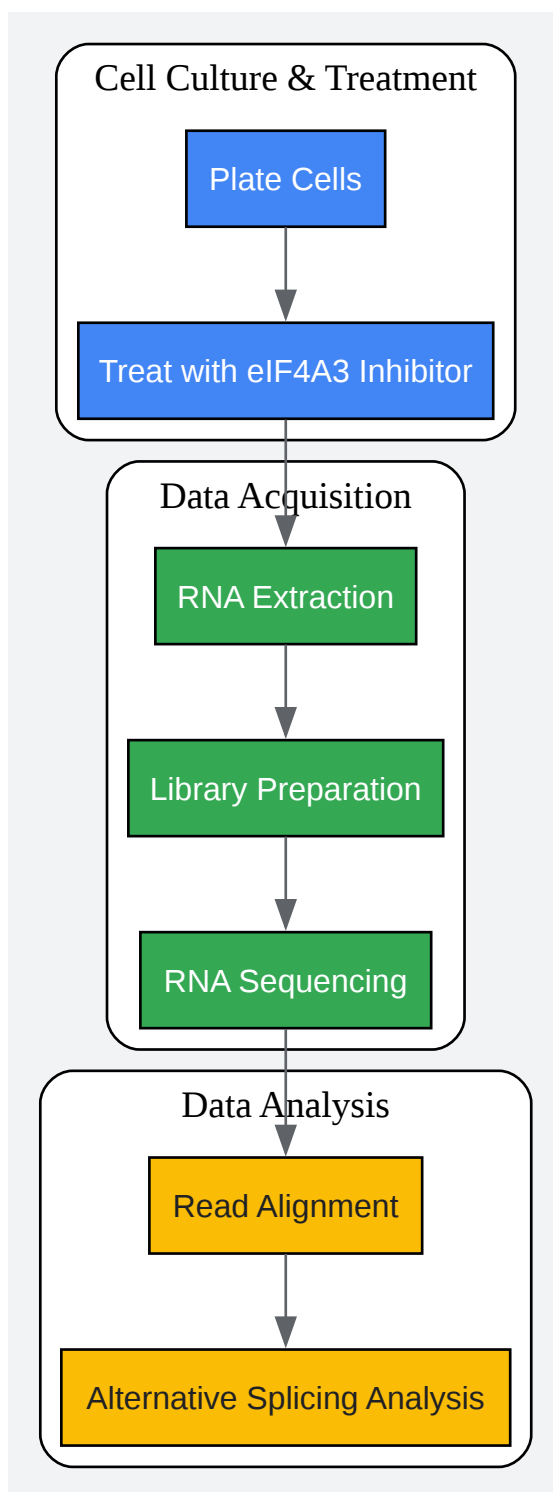 Cell Culture & Treatment
Plate Cells
Treat with eIF4A3 Inhibitor
Data Acquisition
RNA Extraction
Library Preparation
RNA Sequencing
Data Analysis
Read Alignment
Alternative Splicing Analysis